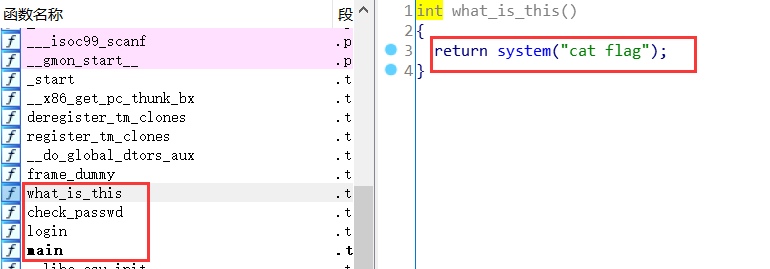 函数名称
段
f ___isoc99_scanf .p
f __gmon_start__ .p
f _start .t
f __x86_get_pc_thunk_bx .t
f deregister_tm_clones .t
f register_tm_clones .t
f __do_global_dtors_aux .t
f frame_dummy .t
f what_is_this .t
f check_passwd .t
f login .t
f main .t
f __libc_csu_init .t
1 int what_is_this()
2 {
3 return system("cat flag");
4 }